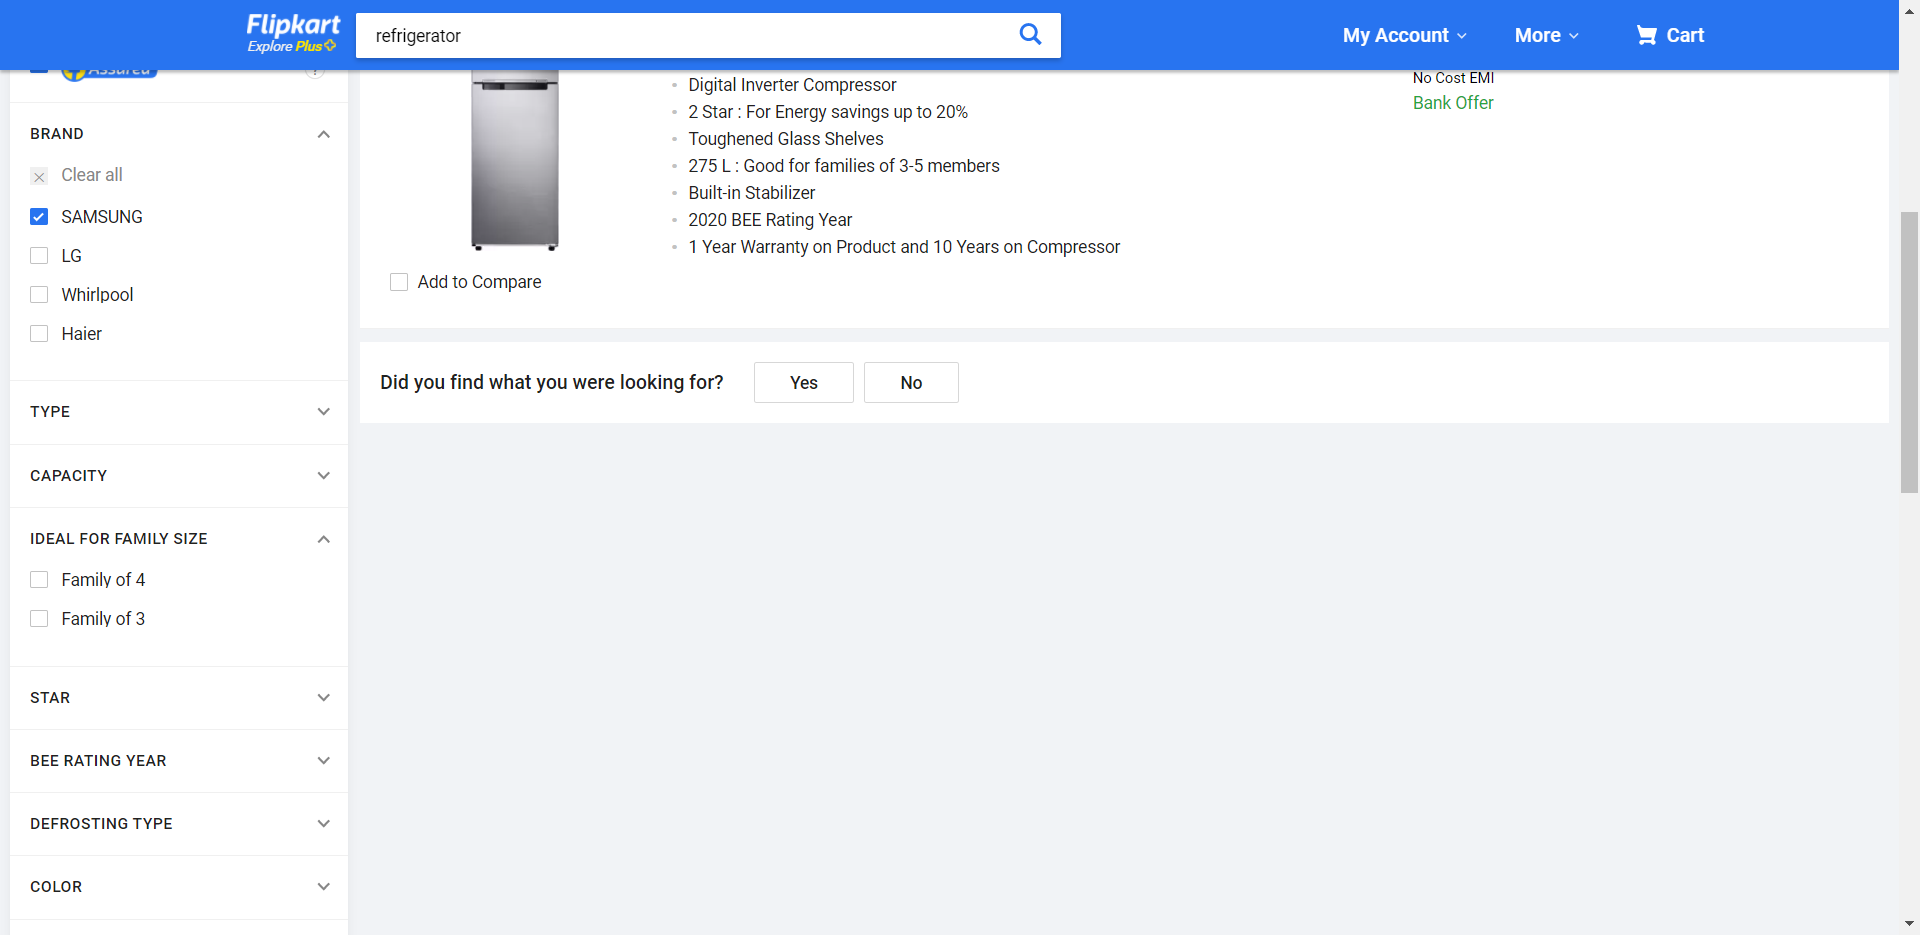 Flipkart
Explore Plus
refrigerator
My Account
More
Cart
Assured
?
BRAND
Clear all
SAMSUNG
LG
Whirlpool
Haier
TYPE
CAPACITY
IDEAL FOR FAMILY SIZE
Family of 4
Family of 3
STAR
BEE RATING YEAR
DEFROSTING TYPE
COLOR
Digital Inverter Compressor
2 Star : For Energy savings up to 20%
Toughened Glass Shelves
275 L : Good for families of 3-5 members
Built-in Stabilizer
2020 BEE Rating Year
1 Year Warranty on Product and 10 Years on Compressor
No Cost EMI
Bank Offer
Add to Compare
Did you find what you were looking for?
Yes
No